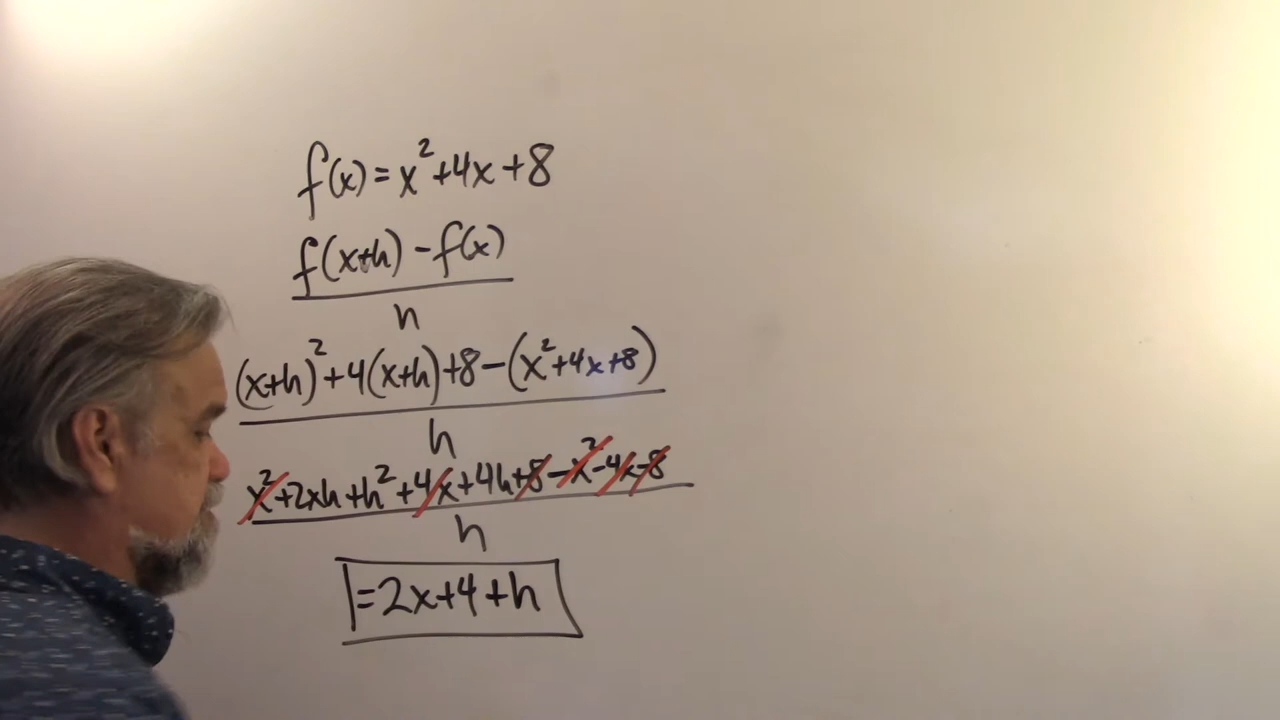 f(x)=x²+4x+8
f(x+h)-f(x)
h
(x+h)²+4(x+h)+8-(x²+4x+8)
h
x²+2xh+h²+4x+4h+8-x²-4x-8
h
=2x+4+h